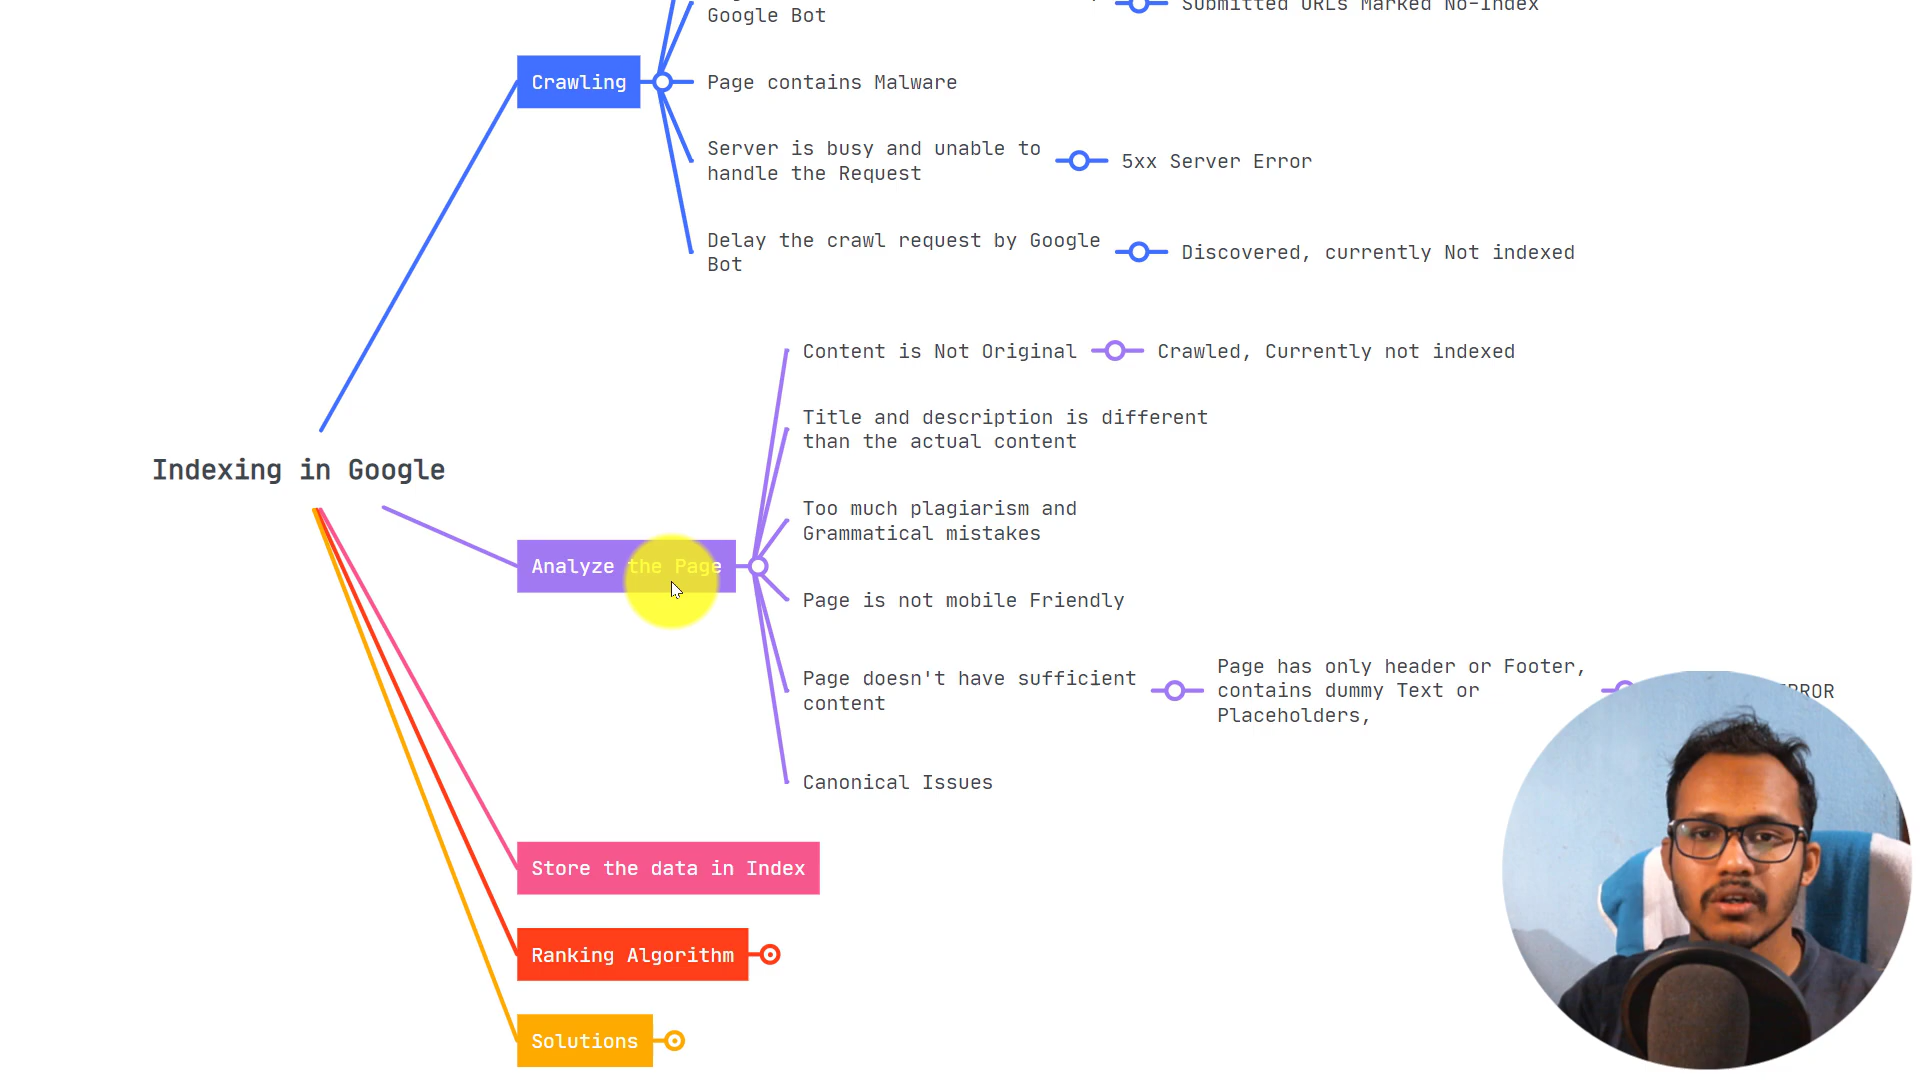 Google Bot
Submitted URLs Marked No-Index
Crawling
Page contains Malware
Server is busy and unable to
handle the Request
5xx Server Error
Delay the crawl request by Google
Bot
Discovered, currently Not indexed
Content is Not Original
Crawled, Currently not indexed
Title and description is different
than the actual content
Indexing in Google
Too much plagiarism and
Grammatical mistakes
Analyze the Page
Page is not mobile Friendly
Page doesn't have sufficient
content
Page has only header or Footer,
contains dummy Text or
Placeholders,
Canonical Issues
Store the data in Index
Ranking Algorithm
Solutions